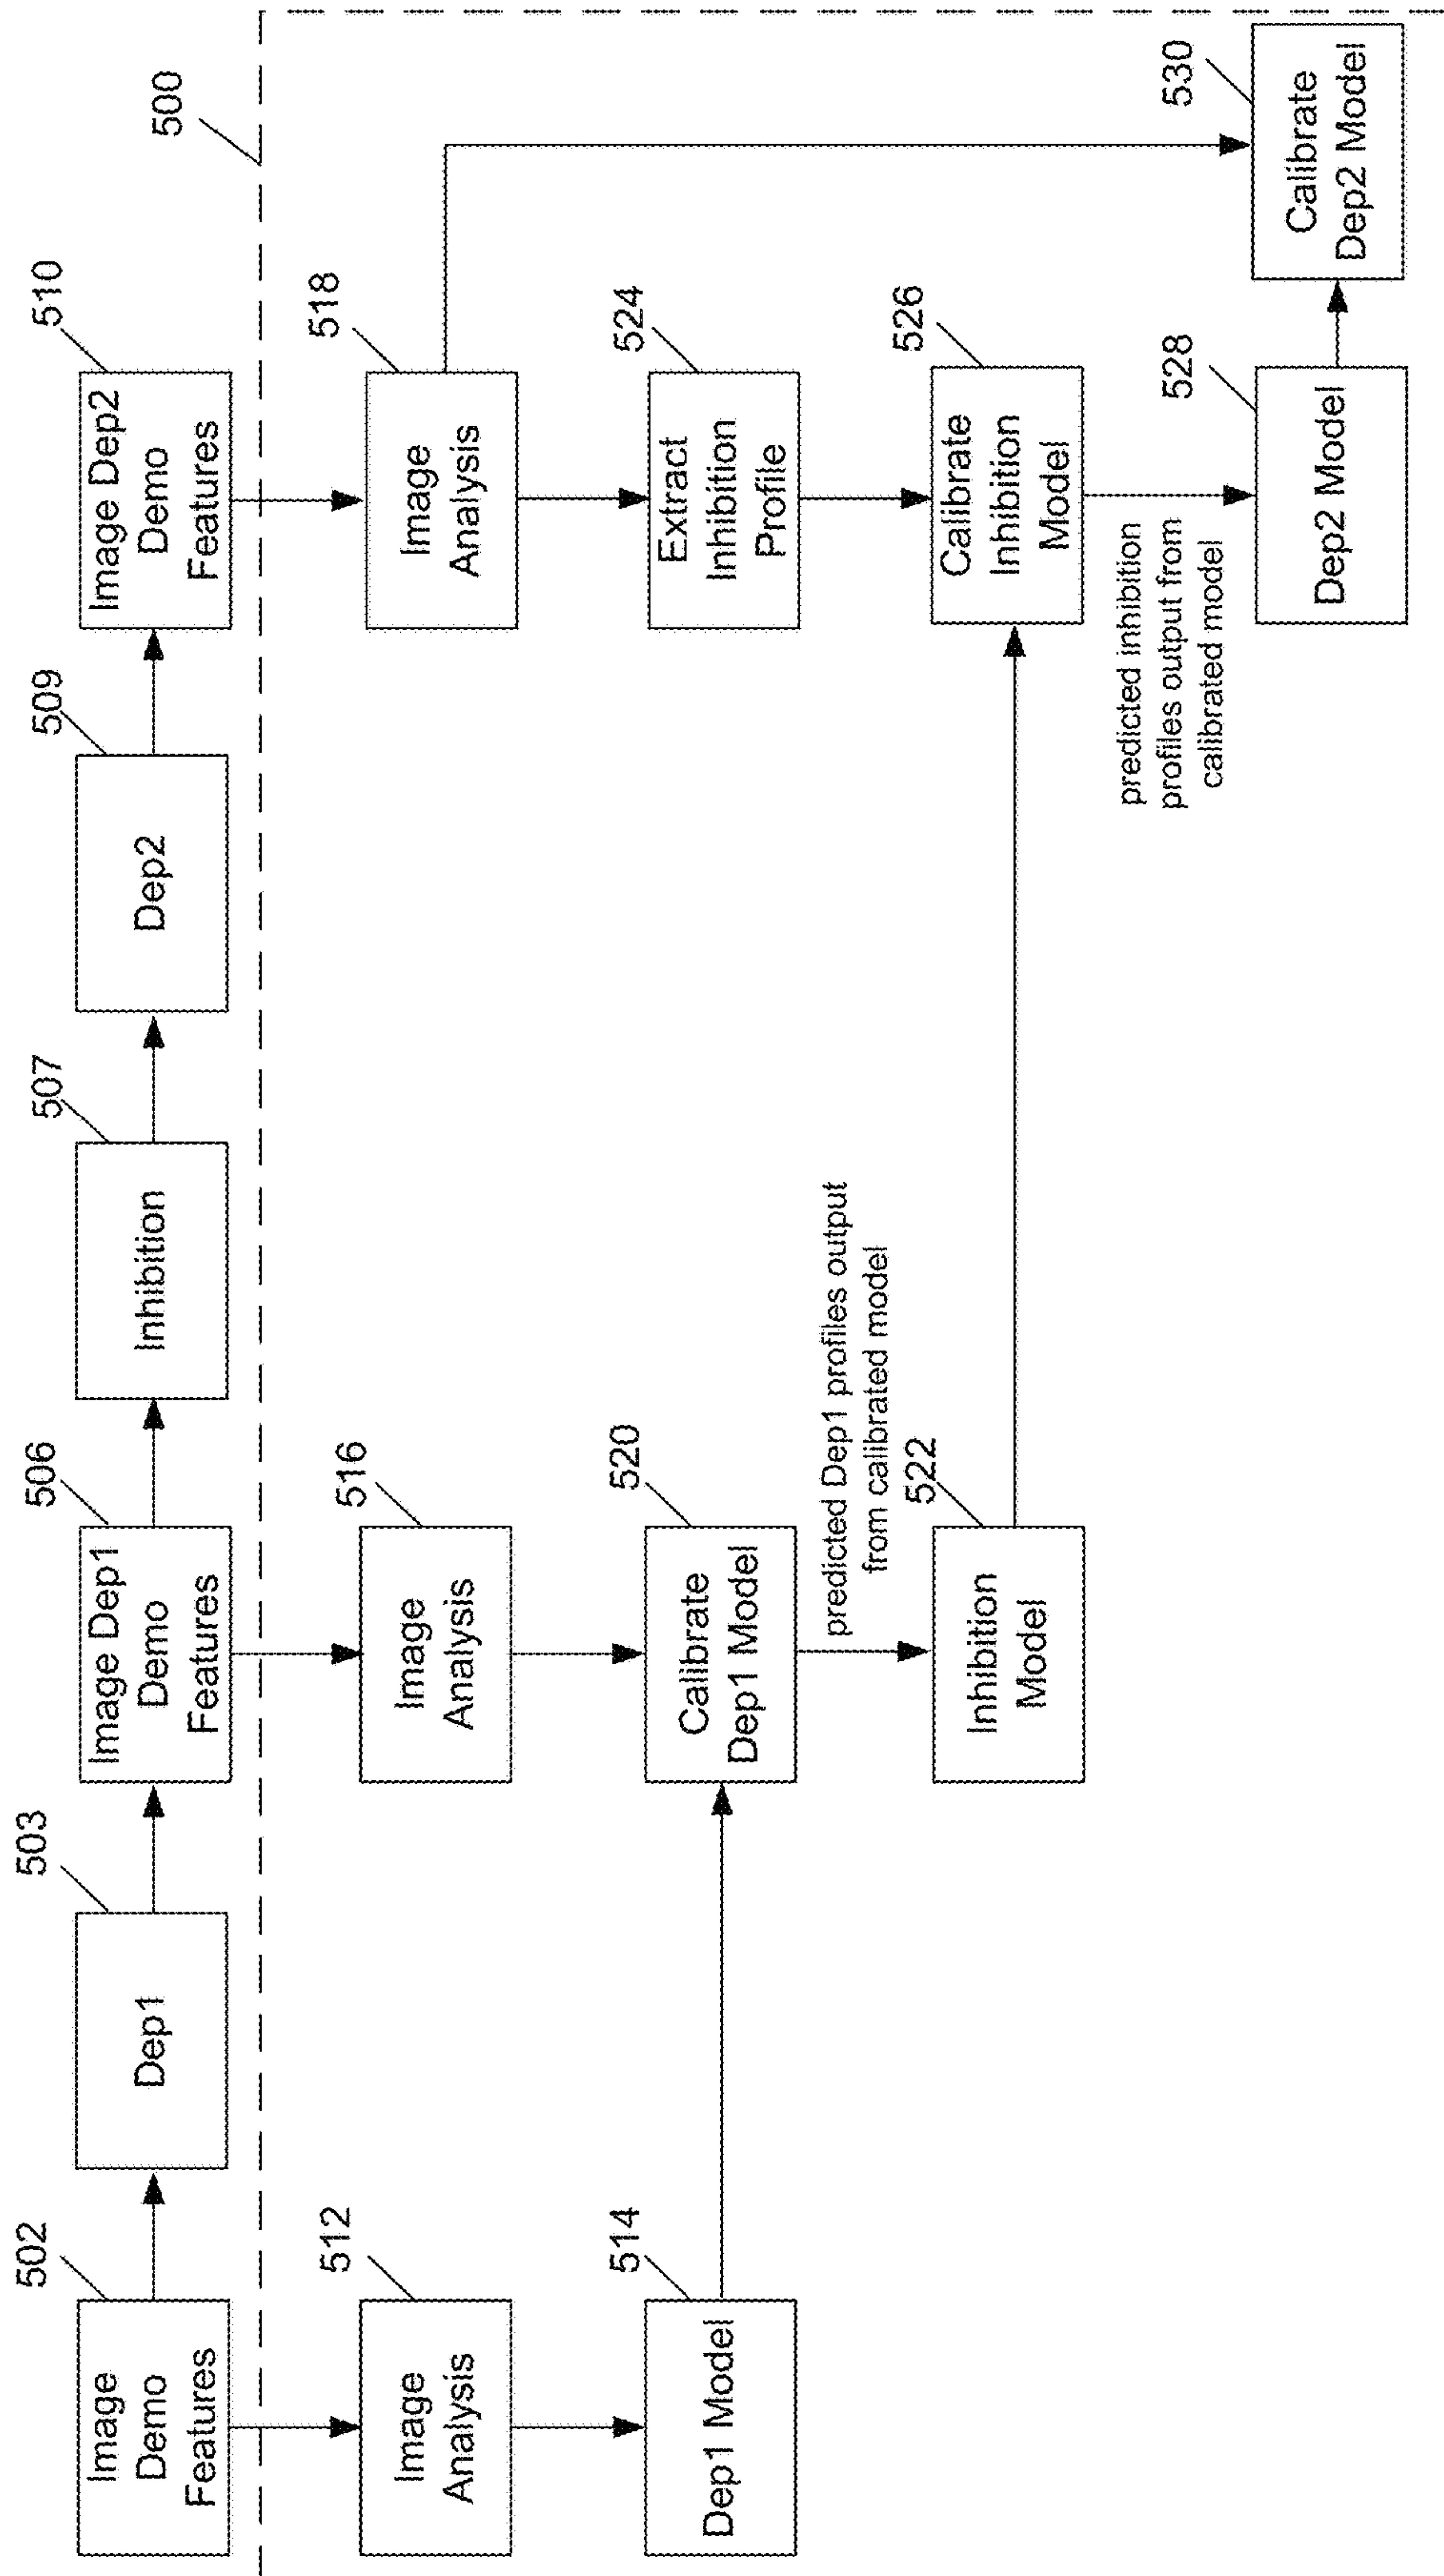 502
Image
Demo
Features
503
Dep1
506
Image Dep1
Demo
Features
507
Inhibition
509
Dep2
510
Image Dep2
Demo
Features
500
512
Image
Analysis
516
Image
Analysis
518
Image
Analysis
514
Dep1 Model
520
Calibrate
Dep1 Model
524
Extract
Inhibition
Profile
predicted Dep1 profiles output
from calibrated model
522
Inhibition
Model
526
Calibrate
Inhibition
Model
predicted inhibition
profiles output from
calibrated model
528
Dep2 Model
530
Calibrate
Dep2 Model